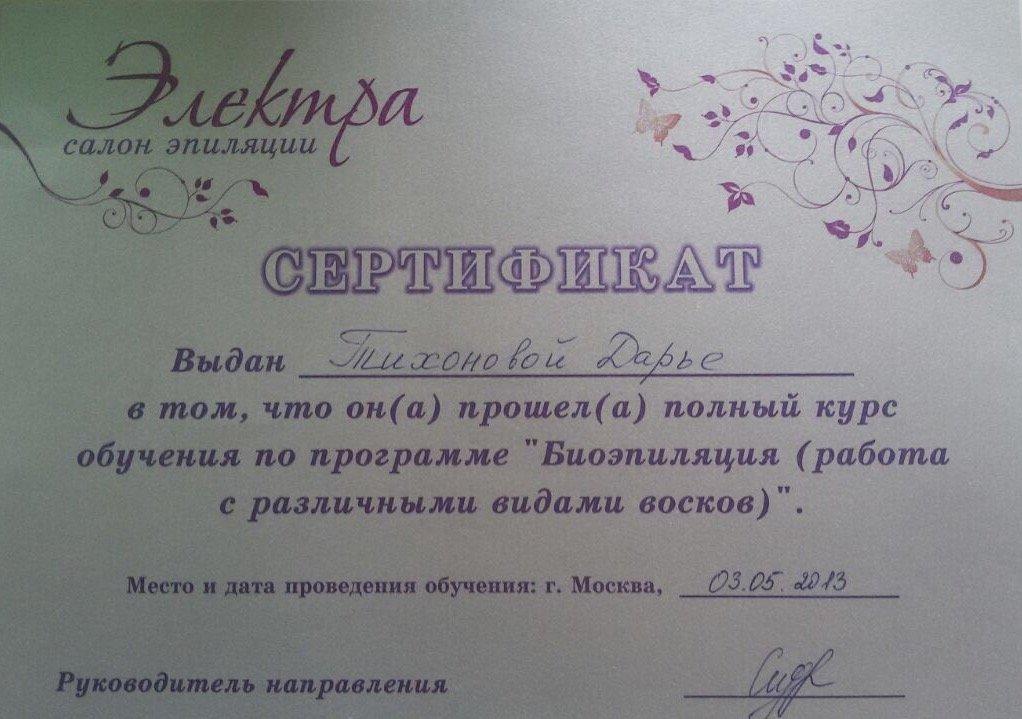 Электра
салон эпиляции
СЕРТИФИКАТ
Выдан Тихоновой Дарье
в том, что он(а) прошел(а) полный курс
обучения по программе "Биоэпиляция (работа
с различными видами восков)".
Место и дата проведения обучения: г. Москва, 03.05.2013
Руководитель направления